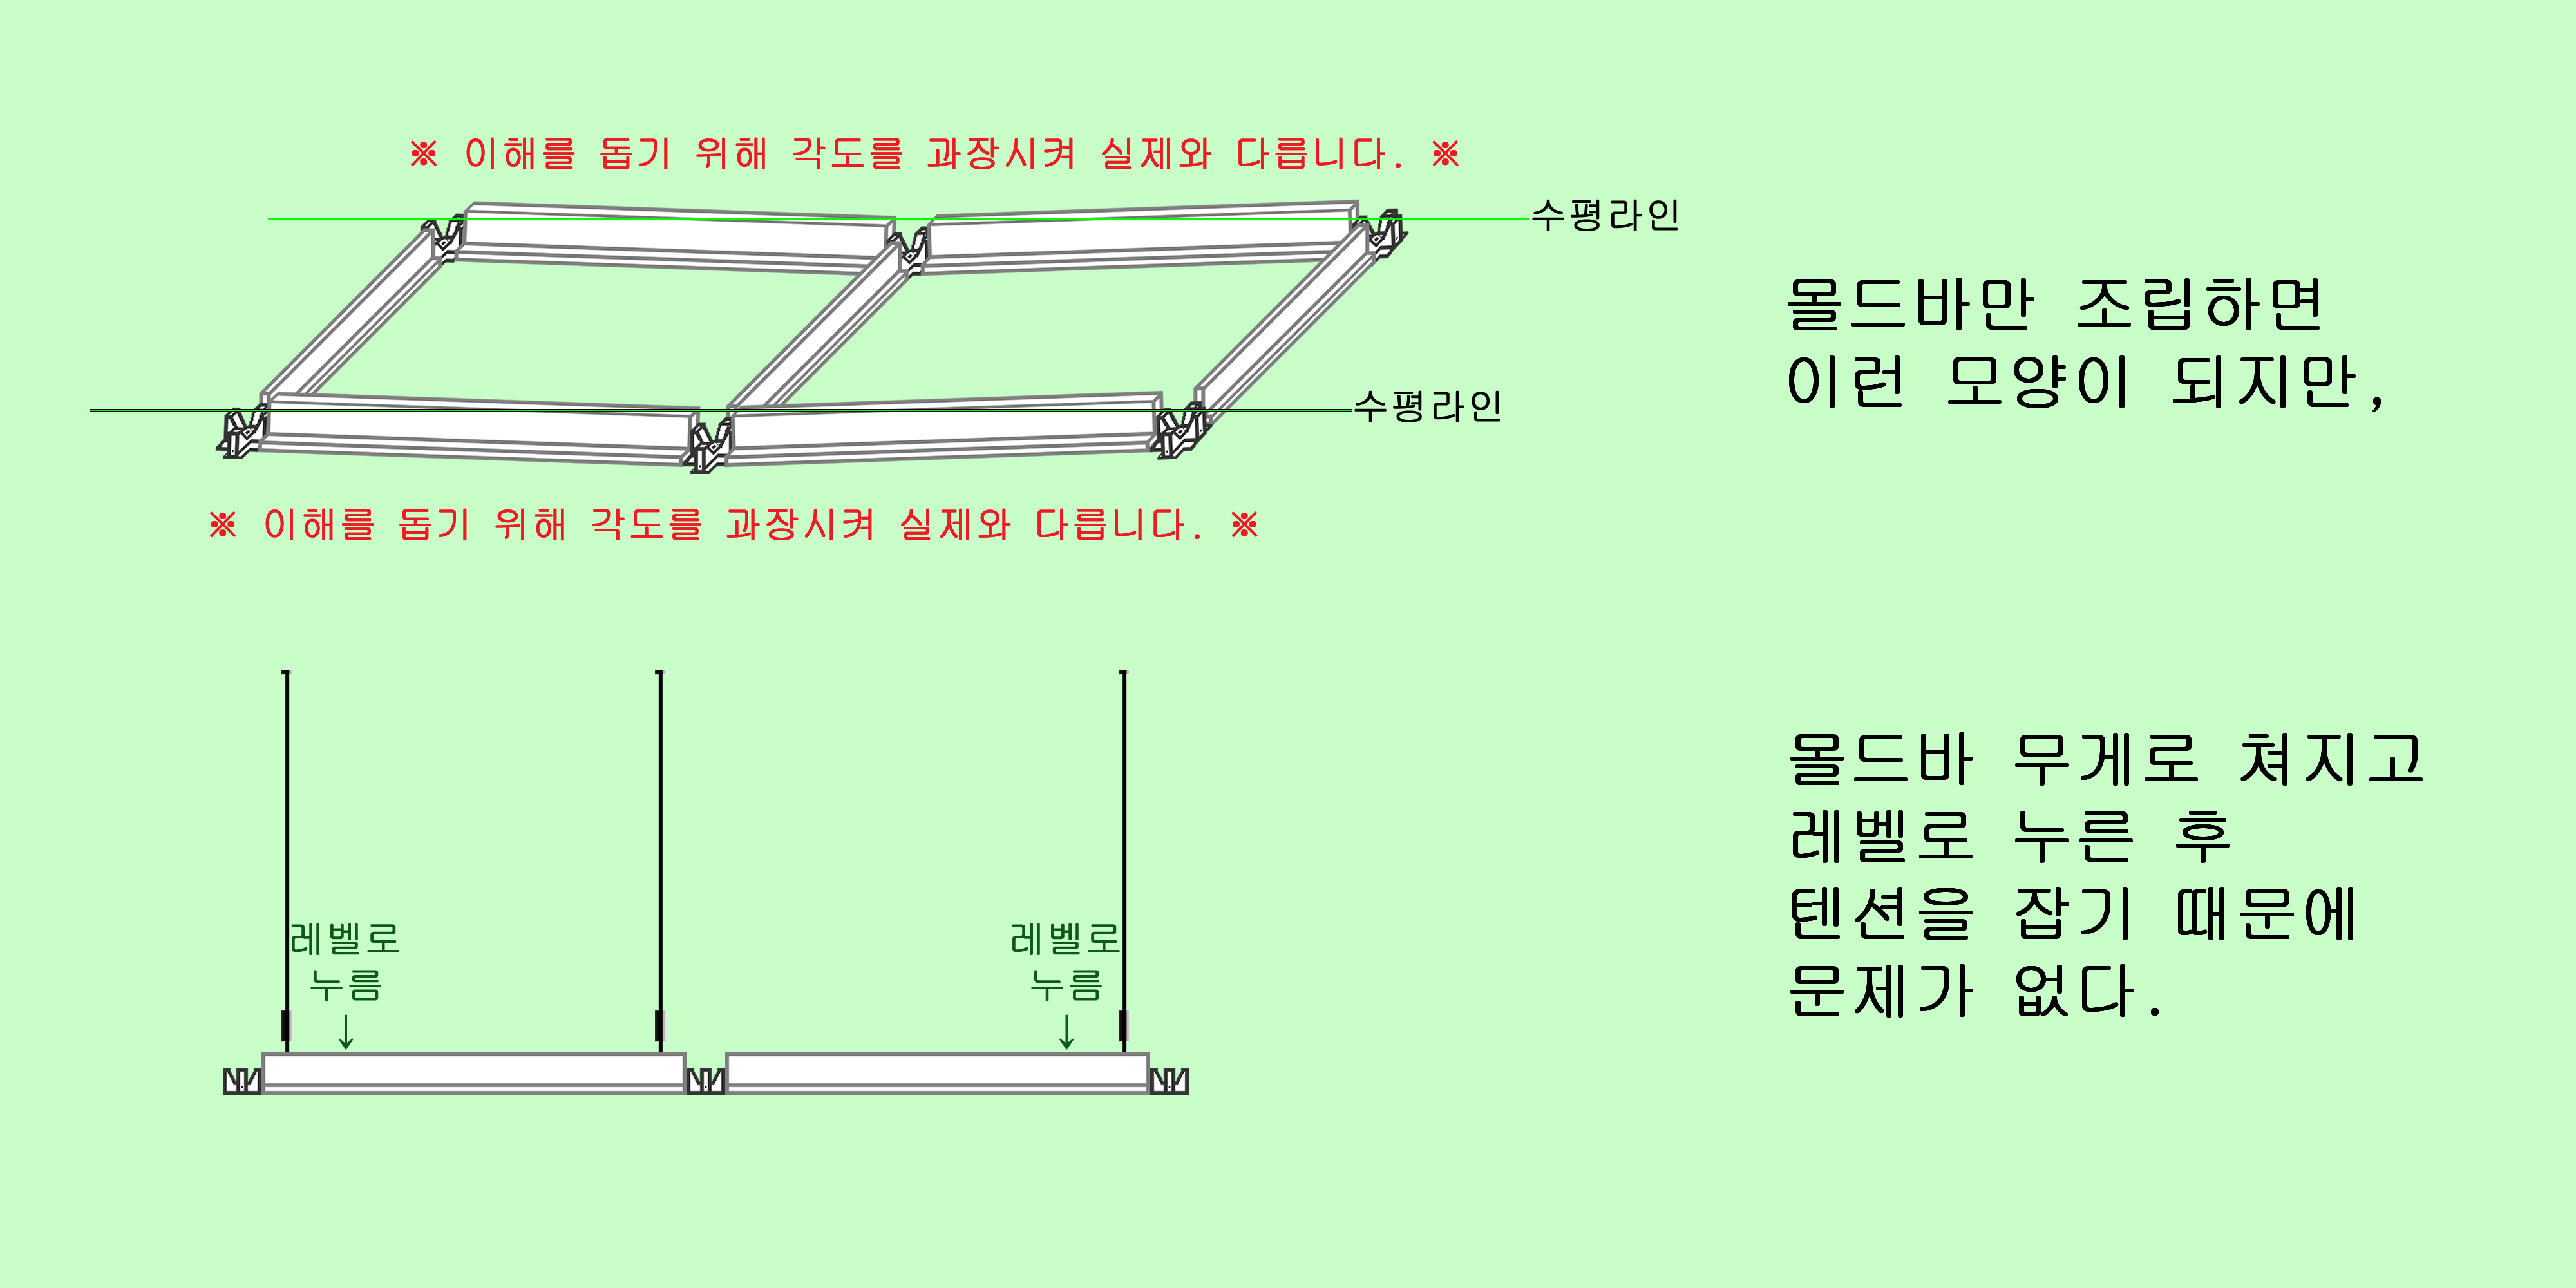 ※ 이해를 돕기 위해 각도를 과장시켜 실제와 다릅니다. ※
수평라인
몰드바만 조립하면
이런 모양이 되지만,
수평라인
※ 이해를 돕기 위해 각도를 과장시켜 실제와 다릅니다. ※
몰드바 무게로 쳐지고
레벨로 누른 후
텐션을 잡기 때문에
문제가 없다.
레벨로
누름
↓
레벨로
누름
↓